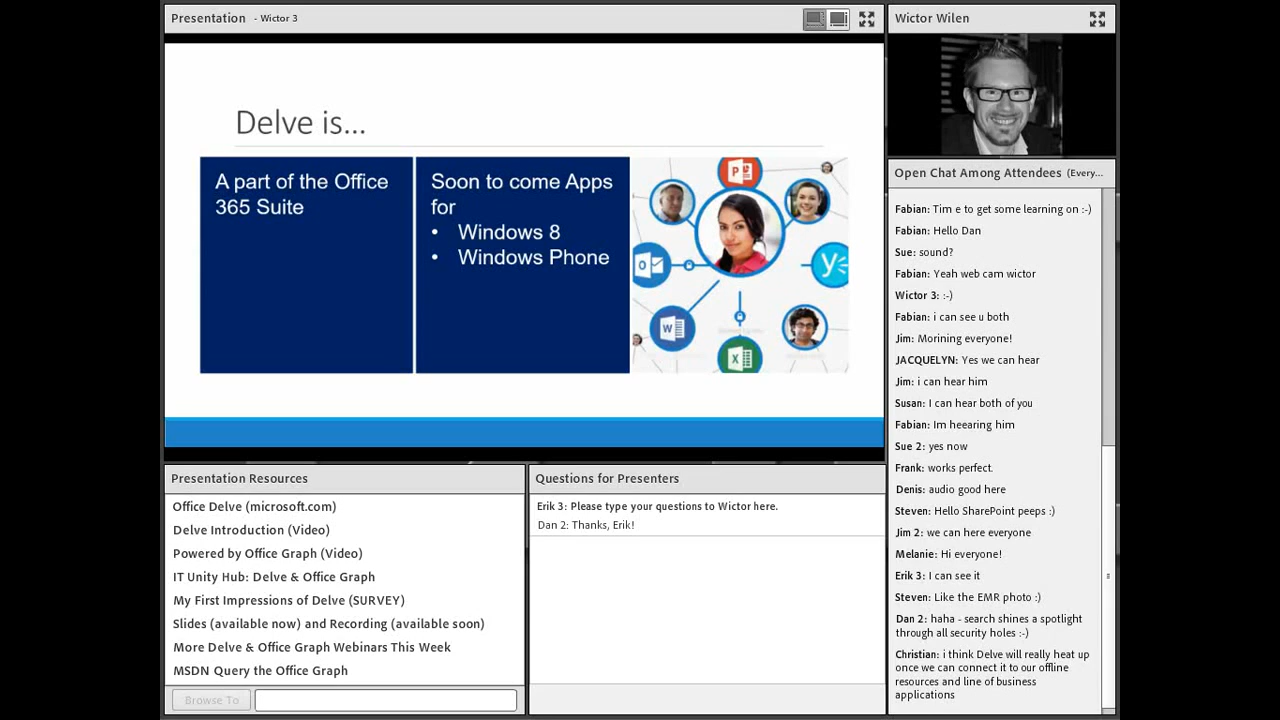 Presentation - Wictor 3
Delve is...
A part of the Office
365 Suite
Soon to come Apps
for
• Windows 8
• Windows Phone
Presentation Resources
Office Delve (microsoft.com)
Delve Introduction (Video)
Powered by Office Graph (Video)
IT Unity Hub: Delve & Office Graph
My First Impressions of Delve (SURVEY)
Slides (available now) and Recording (available soon)
More Delve & Office Graph Webinars This Week
MSDN Query the Office Graph
Browse To
Questions for Presenters
Erik 3: Please type your questions to Wictor here.
Dan 2: Thanks, Erik!
Wictor Wilen
Open Chat Among Attendees (Every...
Fabian: Tim e to get some learning on :-)
Fabian: Hello Dan
Sue: sound?
Fabian: Yeah web cam wictor
Wictor 3: :-)
Fabian: i can see u both
Jim: Morining everyone!
JACQUELYN: Yes we can hear
Jim: i can hear him
Susan: I can hear both of you
Fabian: Im heearing him
Sue 2: yes now
Frank: works perfect.
Denis: audio good here
Steven: Hello SharePoint peeps :)
Jim 2: we can here everyone
Melanie: Hi everyone!
Erik 3: I can see it
Steven: Like the EMR photo :)
Dan 2: haha - search shines a spotlight
through all security holes :-)
Christian: i think Delve will really heat up
once we can connect it to our offline
resources and line of business
applications